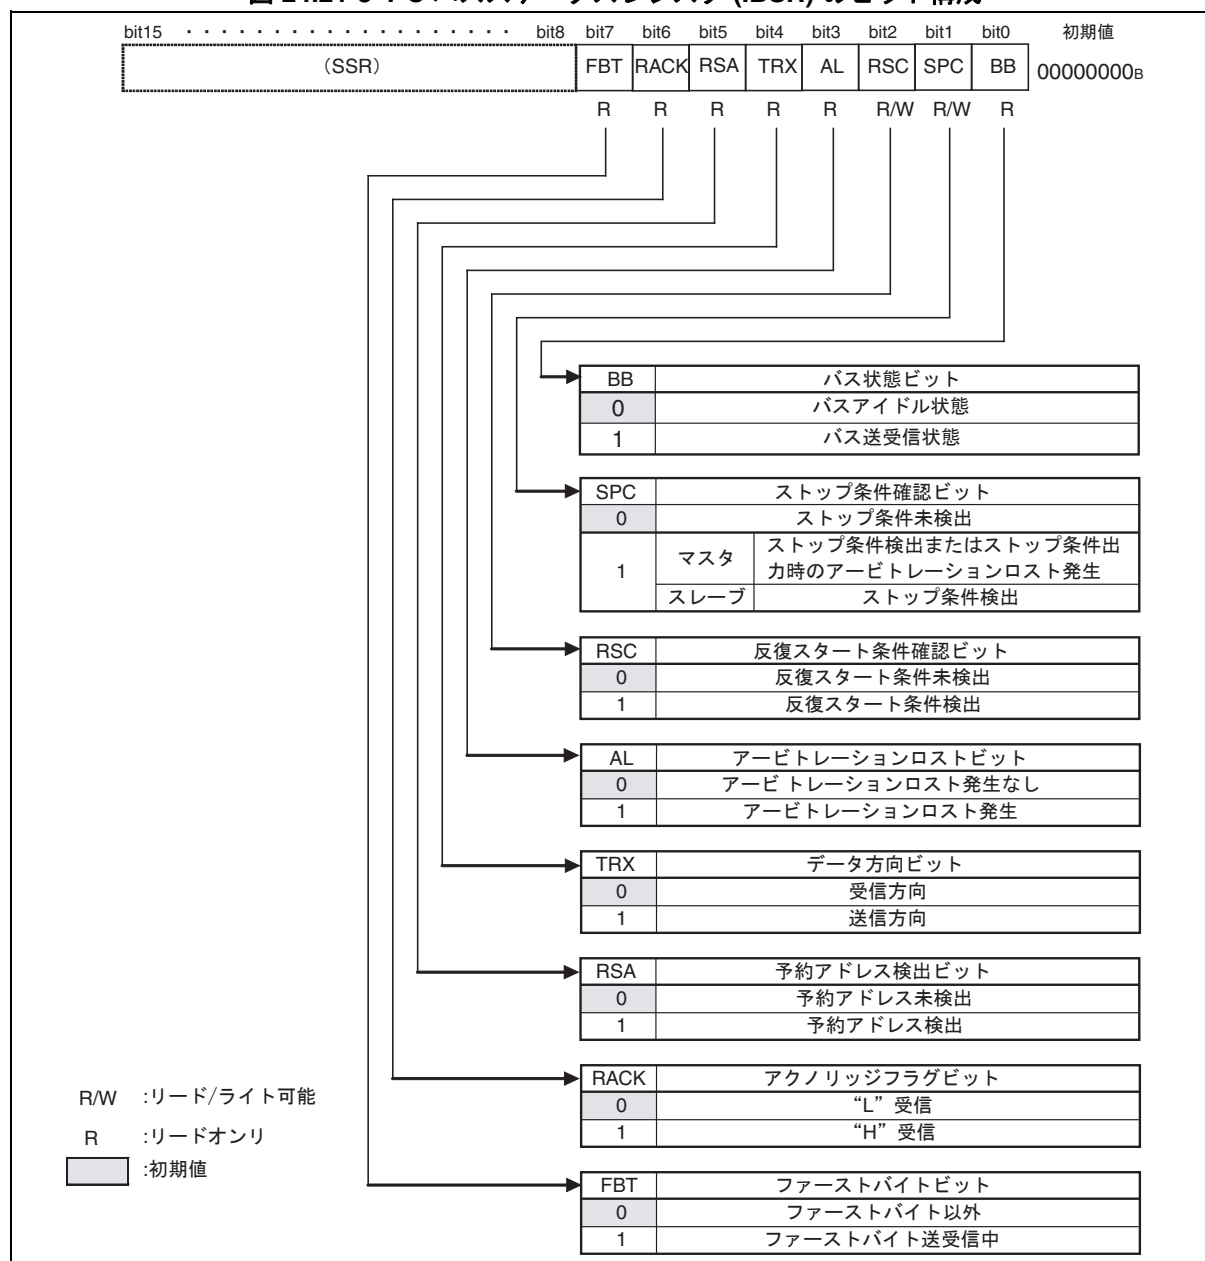 bit15 ・・・・・・・・・・・・・・・・・・・ bit8 bit7 bit6 bit5 bit4 bit3 bit2 bit1 bit0 初期値
(SSR) FBT RACK RSA TRX AL RSC SPC BB 00000000B
R R R R R R/W R/W R
BB バス状態ビット
0 バスアイドル状態
1 バス送受信状態
SPC ストップ条件確認ビット
0 ストップ条件未検出
1 マスタ ストップ条件検出またはストップ条件出
力時のアービトレーションロスト発生
スレーブ ストップ条件検出
RSC 反復スタート条件確認ビット
0 反復スタート条件未検出
1 反復スタート条件検出
AL アービトレーションロストビット
0 アービ トレーションロスト発生なし
1 アービトレーションロスト発生
TRX データ方向ビット
0 受信方向
1 送信方向
RSA 予約アドレス検出ビット
0 予約アドレス未検出
1 予約アドレス検出
RACK アクノリッジフラグビット
0 “L”受信
1 “H”受信
FBT ファーストバイトビット
0 ファーストバイト以外
1 ファーストバイト送受信中
R/W :リード/ライト可能
R :リードオンリ
:初期値